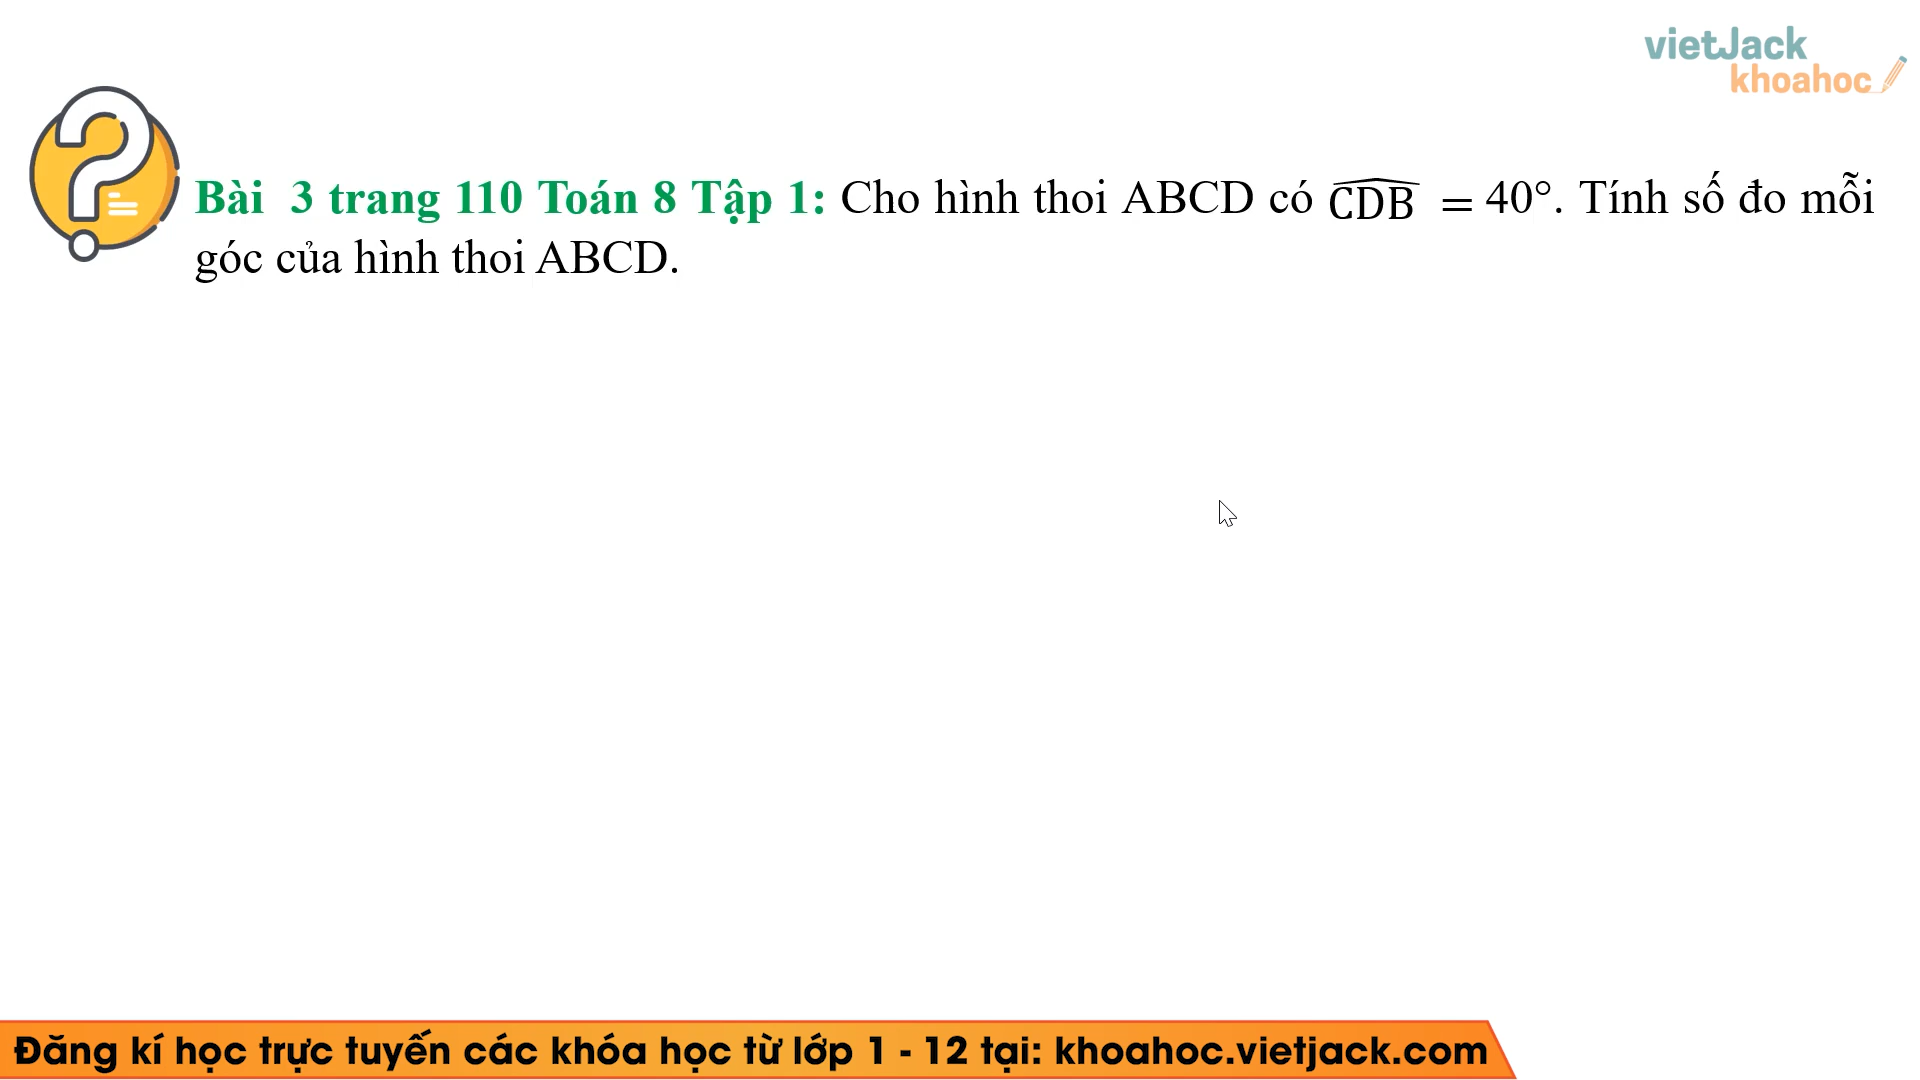 vietJack
khoahoc
Bài 3 trang 110 Toán 8 Tập 1: Cho hình thoi ABCD có \widehat{CDB} = 40°. Tính số đo mỗi
góc của hình thoi ABCD.
Đăng kí học trực tuyến các khóa học từ lớp 1 - 12 tại: khoahoc.vietjack.com